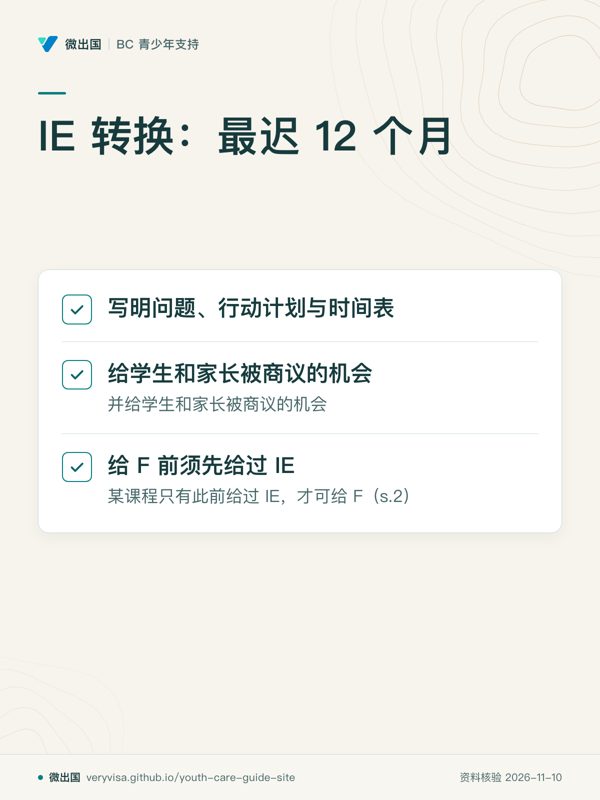 微出国 | BC 青少年支持
IE 转换：最迟 12 个月
写明问题、行动计划与时间表
给学生和家长被商议的机会
并给学生和家长被商议的机会
给 F 前须先给过 IE
某课程只有此前给过 IE，才可给 F（s.2）
微出国 veryvisa.github.io/youth-care-guide-site
资料核验 2026-11-10